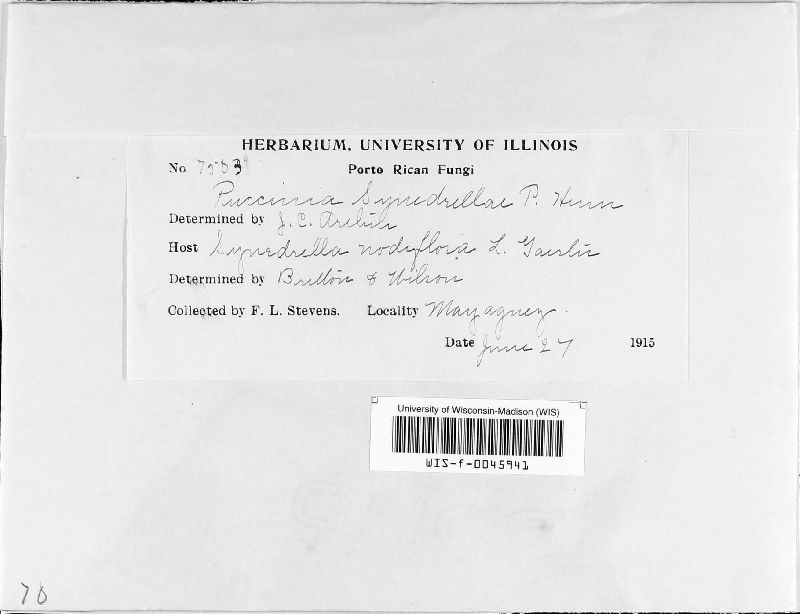 HERBARIUM, UNIVERSITY OF ILLINOIS
No 7503
Porto Rican Fungi
Puccinia Synedrellae P. Henn
Determined by J. C. Arthur
Host Synedrella nodiflora L. Gaertn
Determined by Britton & Wilson
Collected by F. L. Stevens. Locality Mayaguez.
Date June 27 1915
University of Wisconsin-Madison (WIS)
WIS-f-0045941
70